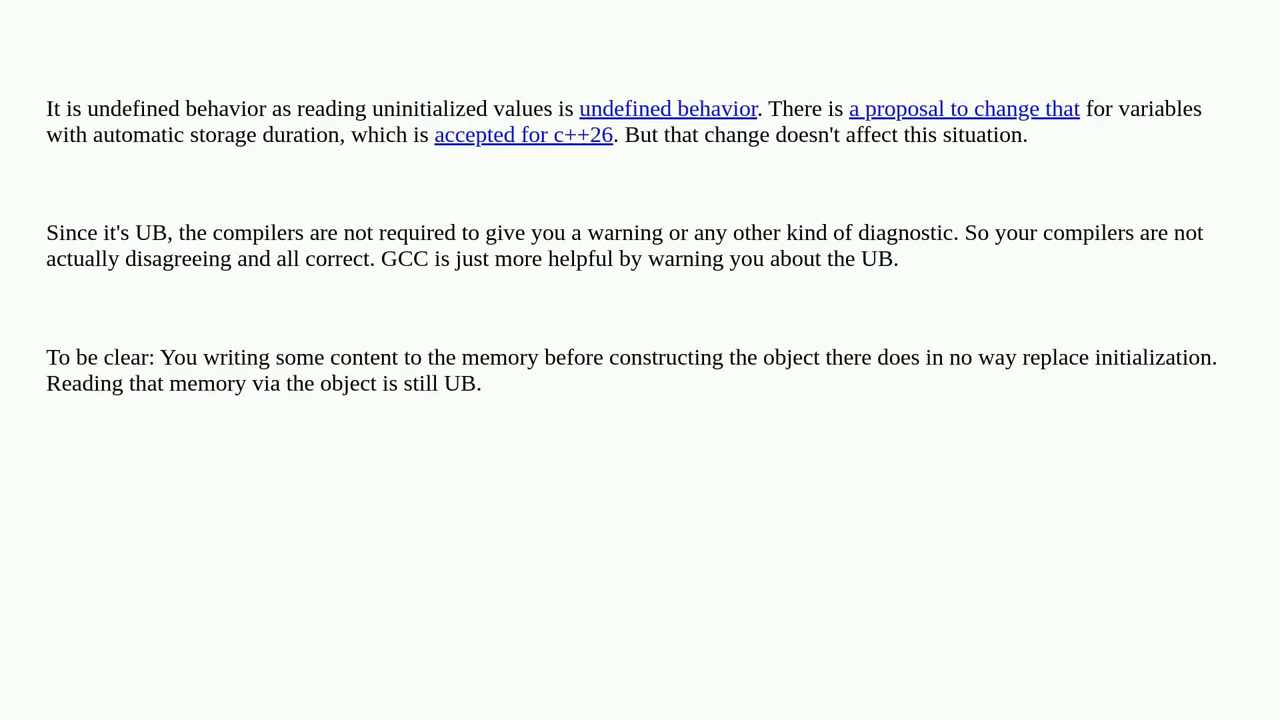 It is undefined behavior as reading uninitialized values is undefined behavior. There is a proposal to change that for variables
with automatic storage duration, which is accepted for c++26. But that change doesn't affect this situation.
Since it's UB, the compilers are not required to give you a warning or any other kind of diagnostic. So your compilers are not
actually disagreeing and all correct. GCC is just more helpful by warning you about the UB.
To be clear: You writing some content to the memory before constructing the object there does in no way replace initialization.
Reading that memory via the object is still UB.